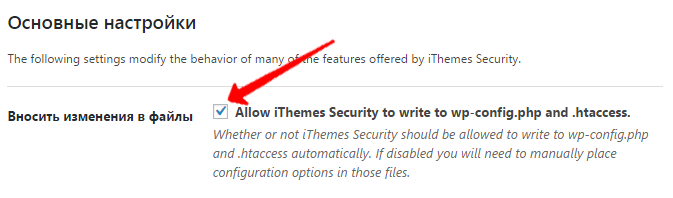 Основные настройки
The following settings modify the behavior of many of the features offered by iThemes Security.
Вносить изменения в файлы
Allow iThemes Security to write to wp-config.php and .htaccess.
Whether or not iThemes Security should be allowed to write to wp-config.php
and .htaccess automatically. If disabled you will need to manually place
configuration options in those files.